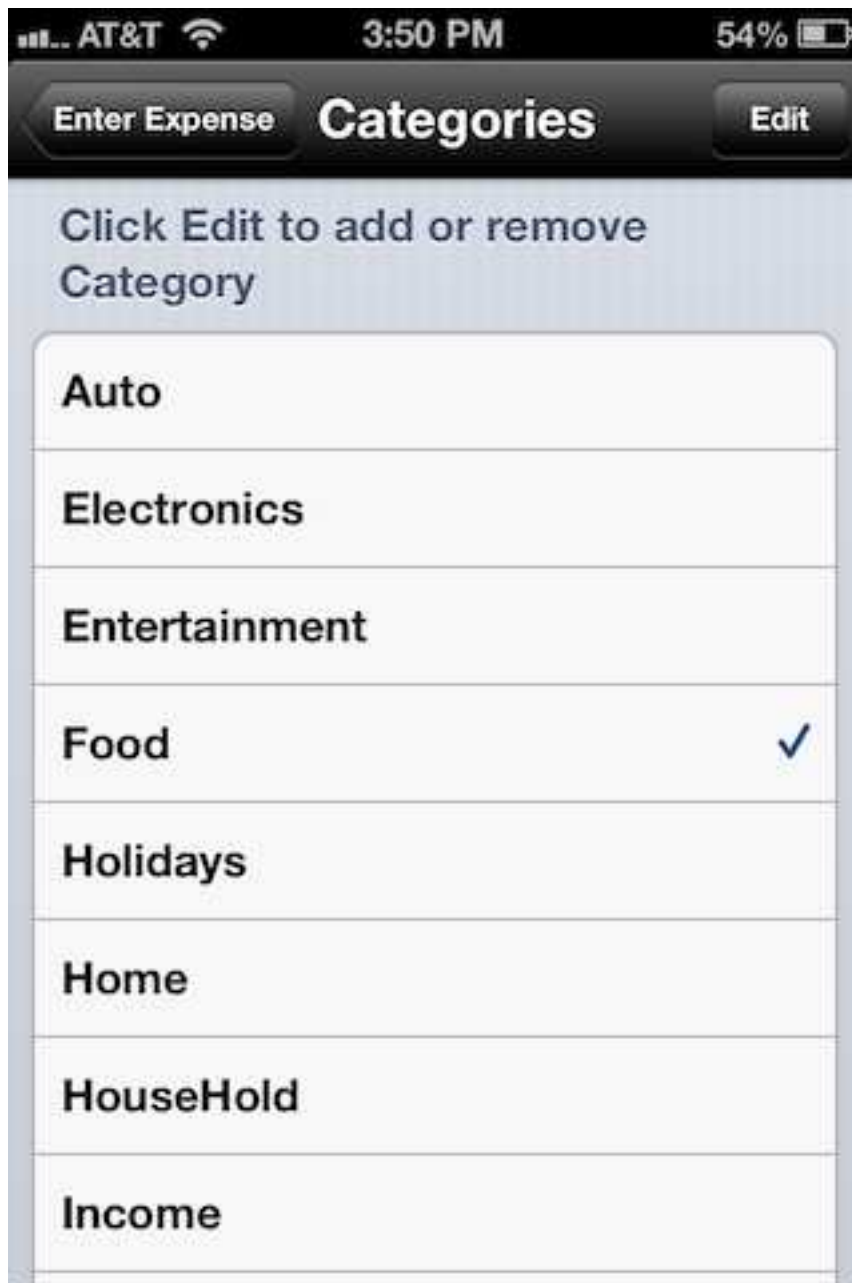 AT&T 3:50 PM 54%
Enter Expense Categories Edit
Click Edit to add or remove
Category
Auto
Electronics
Entertainment
Food
Holidays
Home
HouseHold
Income